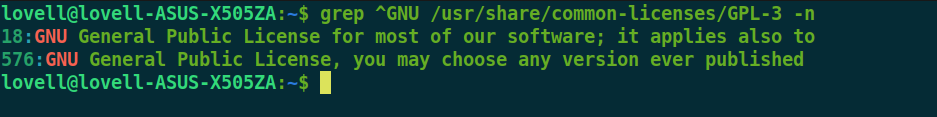 lovell@lovell-ASUS-X505ZA:~$ grep ^GNU /usr/share/common-licenses/GPL-3 -n
18:GNU General Public License for most of our software; it applies also to
576:GNU General Public License, you may choose any version ever published
lovell@lovell-ASUS-X505ZA:~$